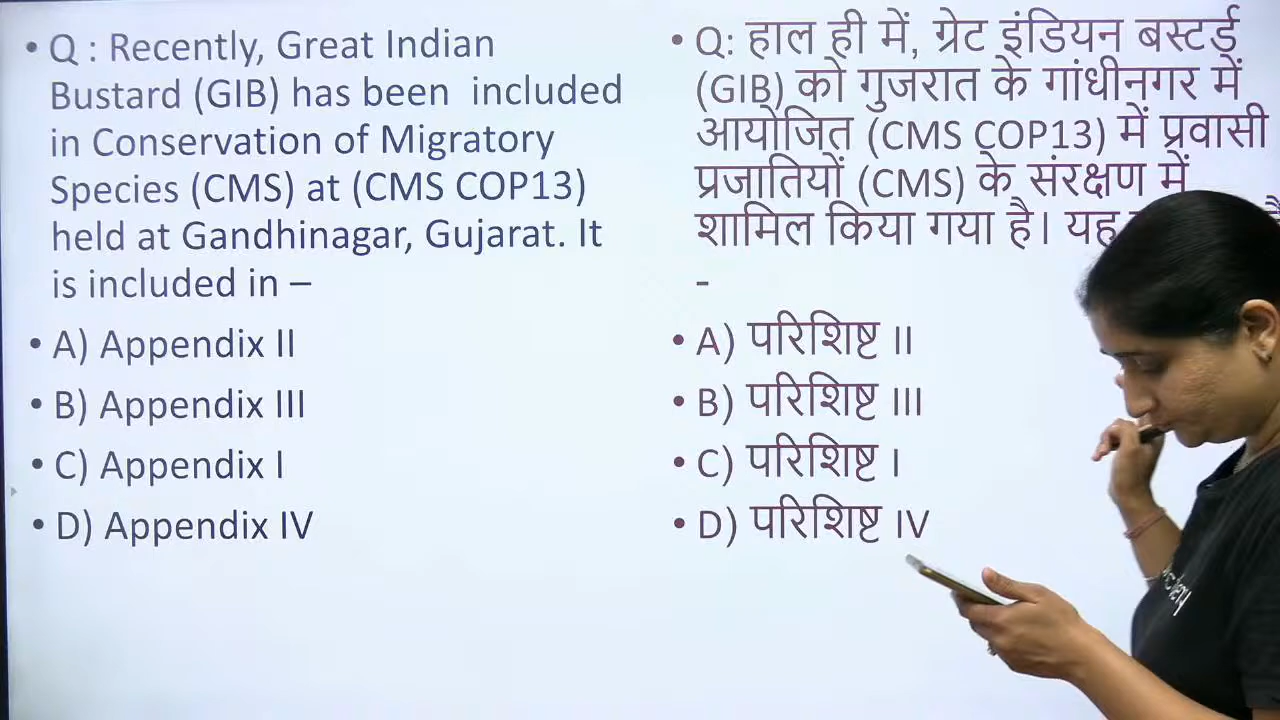 • Q : Recently, Great Indian
Bustard (GIB) has been included
in Conservation of Migratory
Species (CMS) at (CMS COP13)
held at Gandhinagar, Gujarat. It
is included in –
• A) Appendix II
• B) Appendix III
• C) Appendix I
• D) Appendix IV
• Q: हाल ही में, ग्रेट इंडियन बस्टर्ड
(GIB) को गुजरात के गांधीनगर में
आयोजित (CMS COP13) में प्रवासी
प्रजातियों (CMS) के संरक्षण में
शामिल किया गया है। यह
-
• A) परिशिष्ट II
• B) परिशिष्ट III
• C) परिशिष्ट I
• D) परिशिष्ट IV